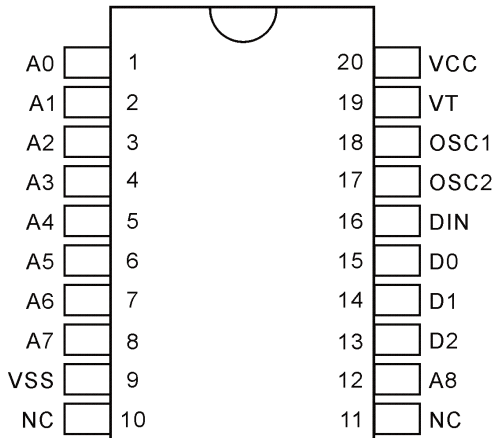 A0 1 20 VCC
A1 2 19 VT
A2 3 18 OSC1
A3 4 17 OSC2
A4 5 16 DIN
A5 6 15 D0
A6 7 14 D1
A7 8 13 D2
VSS 9 12 A8
NC 10 11 NC